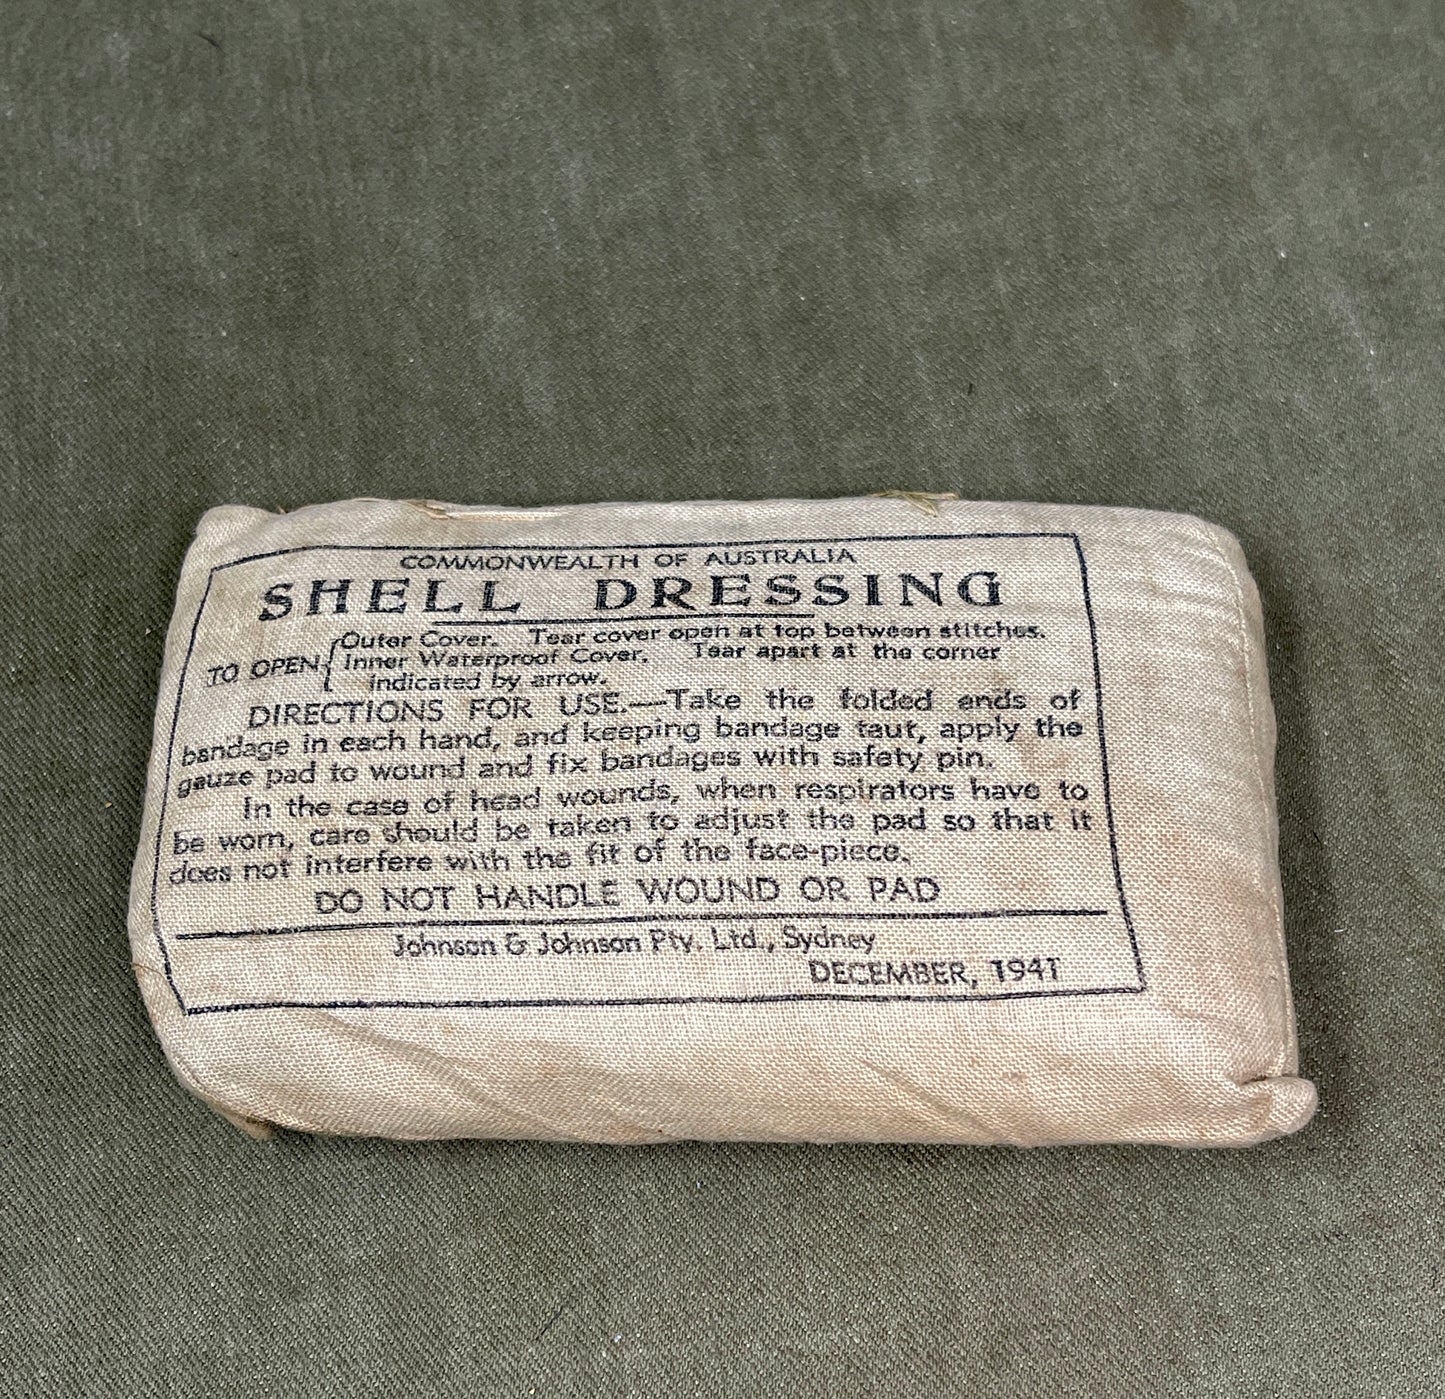 COMMONWEALTH OF AUSTRALIA
SHELL DRESSING
TO OPEN { Outer Cover. Tear cover open at top between stitches.
Inner Waterproof Cover. Tear apart at the corner
indicated by arrow.
DIRECTIONS FOR USE.—Take the folded ends of
bandage in each hand, and keeping bandage taut, apply the
gauze pad to wound and fix bandages with safety pin.
In the case of head wounds, when respirators have to
be worn, care should be taken to adjust the pad so that it
does not interfere with the fit of the face-piece.
DO NOT HANDLE WOUND OR PAD
Johnson & Johnson Pty. Ltd., Sydney
DECEMBER, 1941